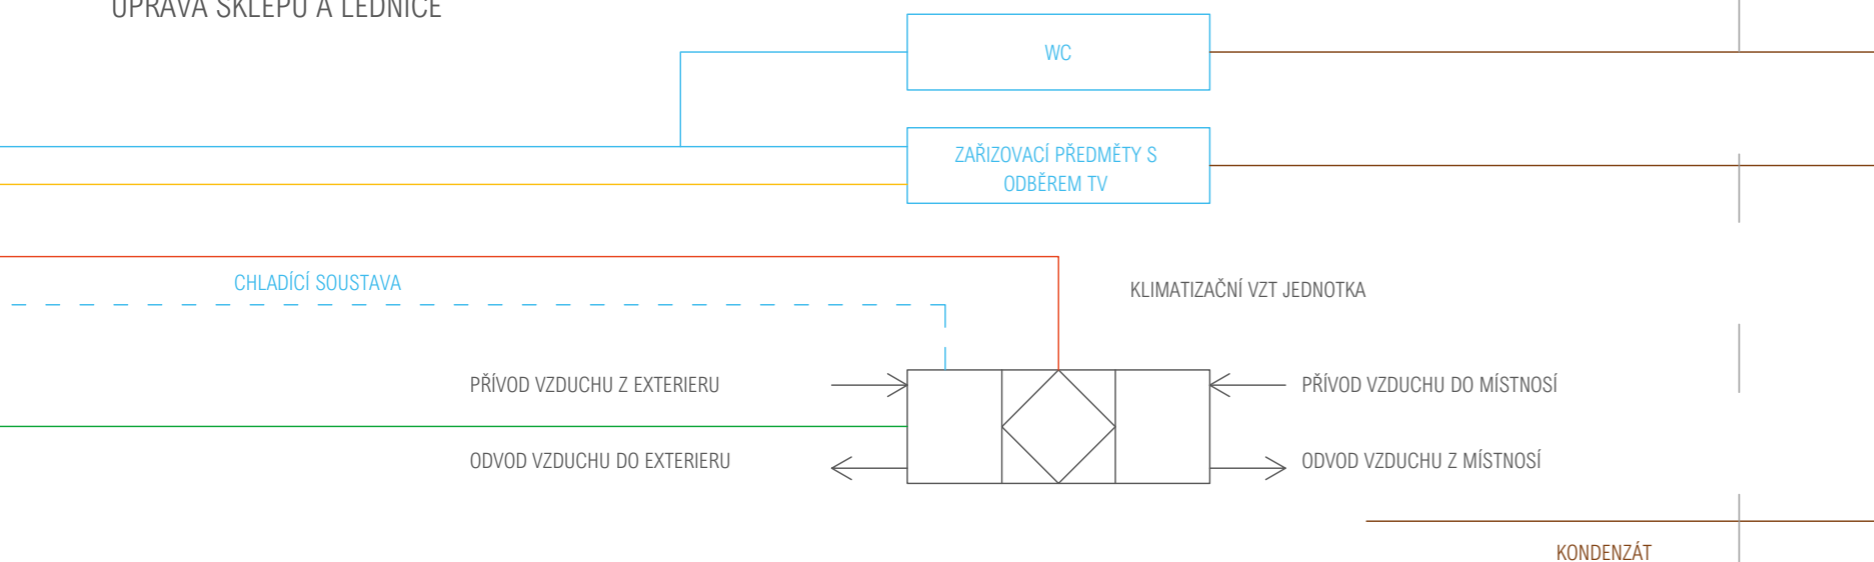 ÚPRAVA SKLEPŮ A LEDNICE
WC
ZAŘIZOVACÍ PŘEDMĚTY S
ODBĚREM TV
CHLADÍCÍ SOUSTAVA
KLIMATIZAČNÍ VZT JEDNOTKA
PŘÍVOD VZDUCHU Z EXTERIERU
PŘÍVOD VZDUCHU DO MÍSTNOSÍ
ODVOD VZDUCHU DO EXTERIERU
ODVOD VZDUCHU Z MÍSTNOSÍ
KONDENZÁT